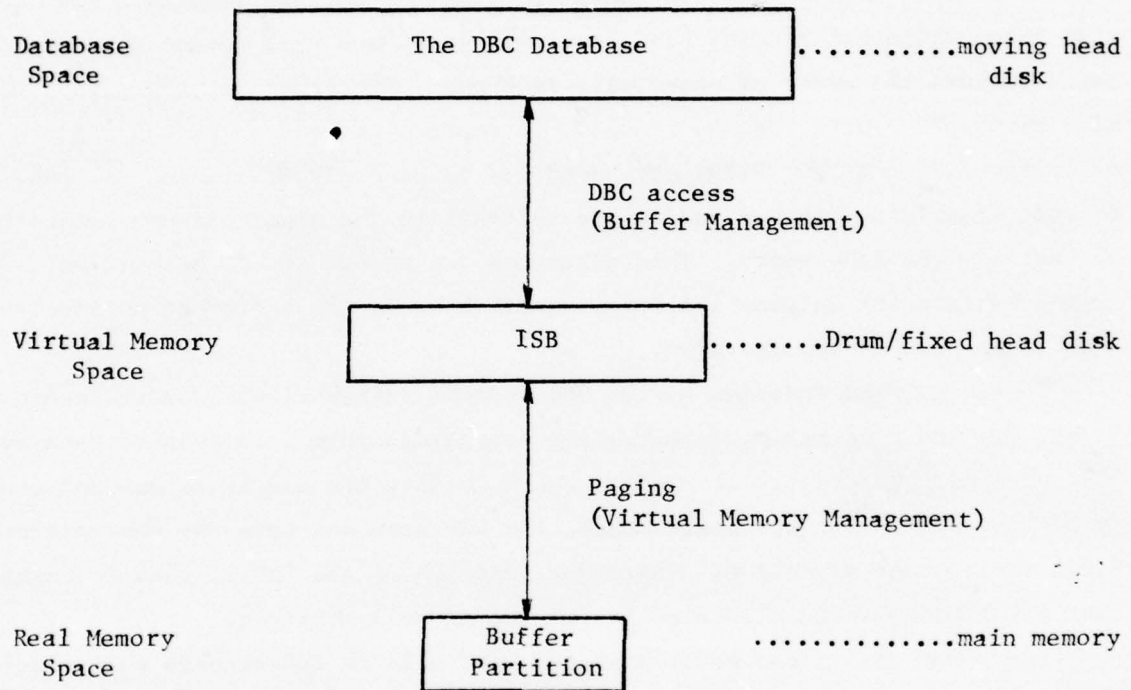 Database Space
The DBC Database
..........moving head disk
DBC access
(Buffer Management)
Virtual Memory Space
ISB
........Drum/fixed head disk
Paging
(Virtual Memory Management)
Real Memory Space
Buffer Partition
..............main memory